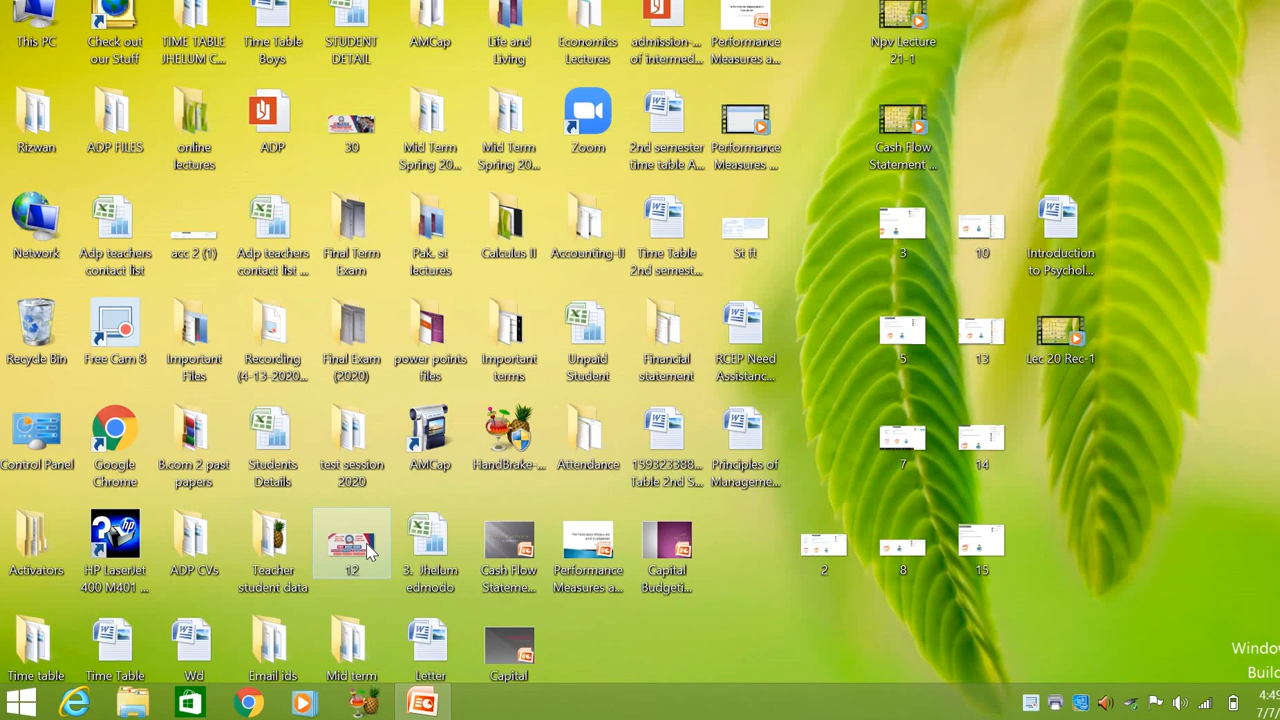 This PC
Check out
our Stuff
TIME TABLE
JHELUM C...
Time Table
Boys
STUDENT
DETAIL
AMCap
Life and
Living
Economics
Lectures
admission-...
of intermed...
Performance
Measures a...
Npv Lecture
21-1
Rizwan
ADP FILES
online
lectures
ADP
30
Mid Term
Spring 20...
Mid Term
Spring 20...
Zoom
2nd semester
time table A...
Performance
Measures ...
Cash Flow
Statement ...
Network
Adp teachers
contact list
acc 2 (1)
Adp teachers
contact list ...
Final Term
Exam
Pak. st
lectures
Calculus II
Accounting-II
Time Table
2nd semest...
St ft
3
10
Introduction
to Psychol...
Recycle Bin
Free Cam 8
Important
Files
Recording
(4-13-2020...
Final Exam
(2020)
power points
files
Important
terms
Unpaid
Student
Financial
statement
RCEP Need
Assistanc...
5
13
Lec 20 Rec-1
Control Panel
Google
Chrome
B.com 2 past
papers
Students
Details
test session
2020
AMCap
HandBrake-...
Attendance
159323388...
Table 2nd S...
Principles of
Manageme...
7
14
Activators
HP LaserJet
400 M401 ...
ADP CVs
Teacher
student data
12
3. Jhelum
edmodo
Cash Flow
Stateme...
Performance
Measures a...
Capital
Budgeti...
2
8
15
Time table
Time Table
Wd
Email ids
Mid term
Letter
Capital
Window
Build
4:49
7/7/